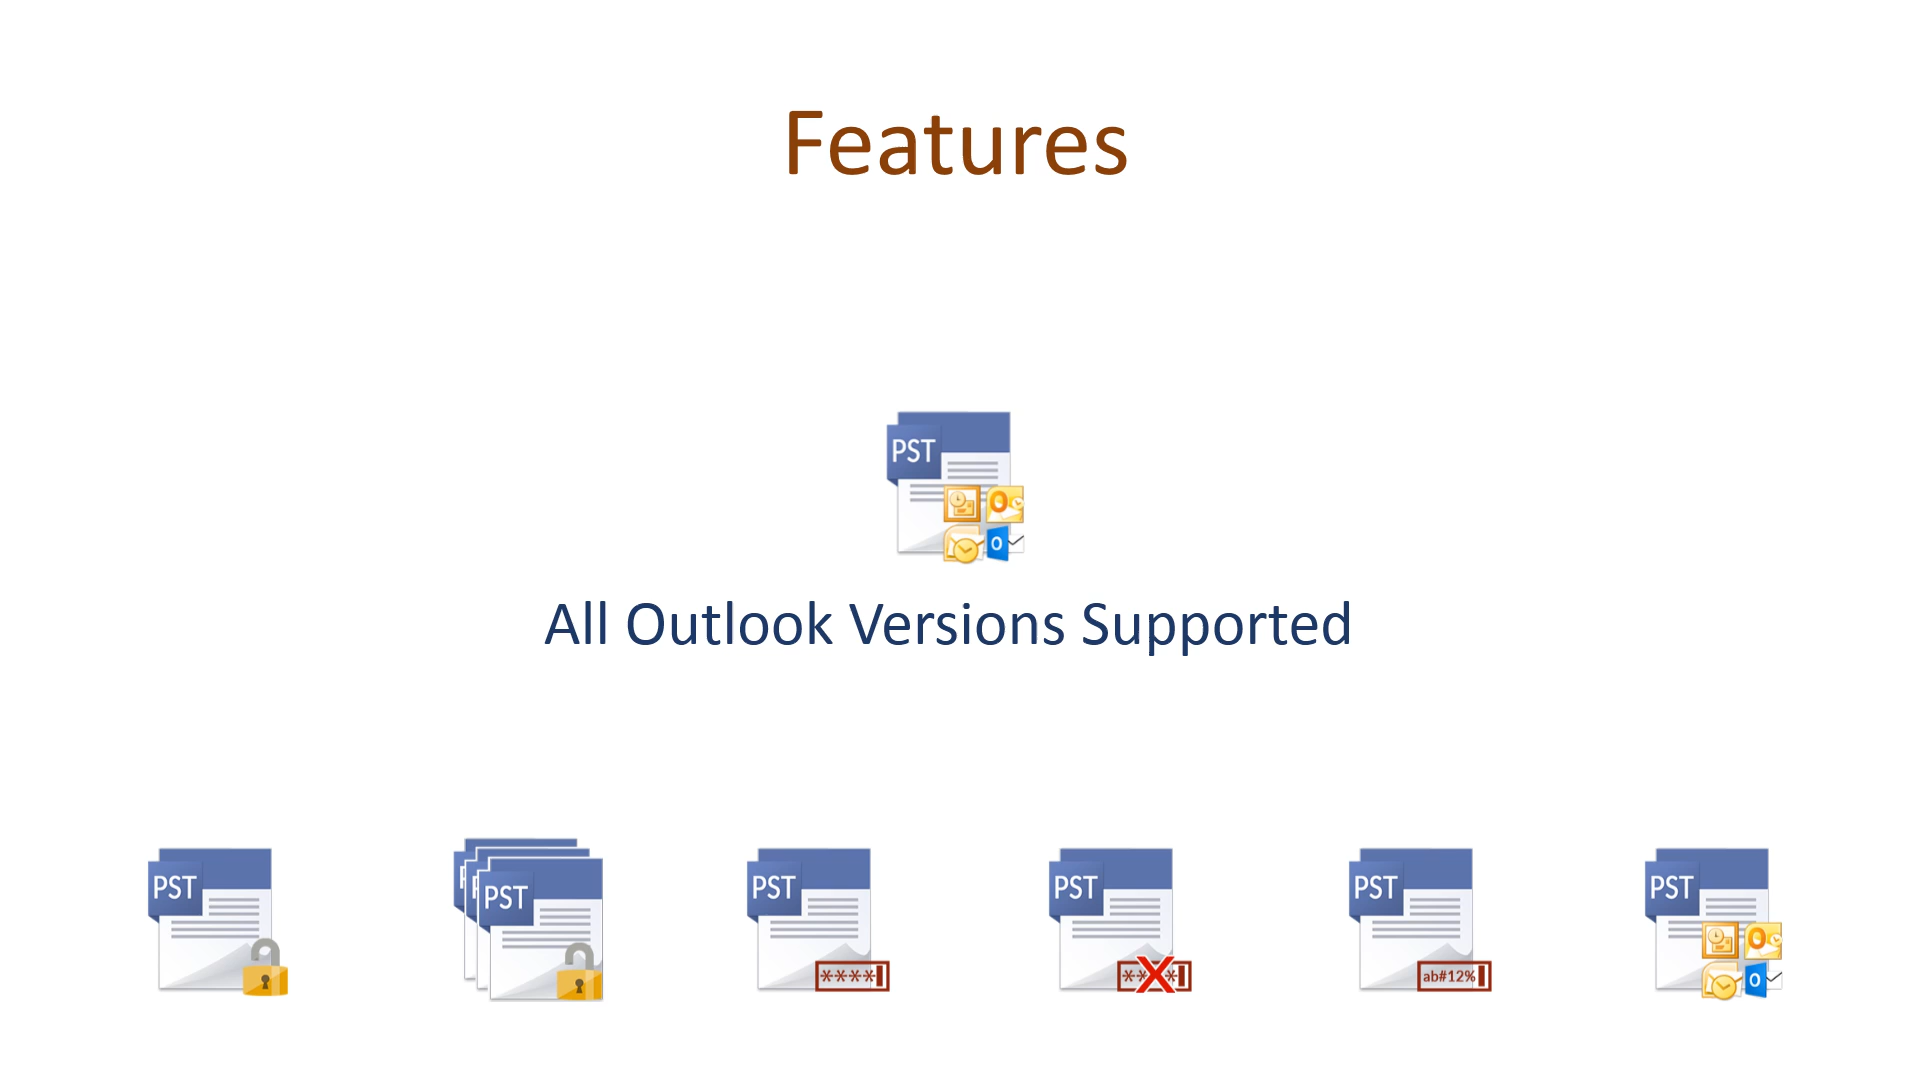 Features
PST
All Outlook Versions Supported
PST
PST
PST
****
PST
PST
ab#12%
PST